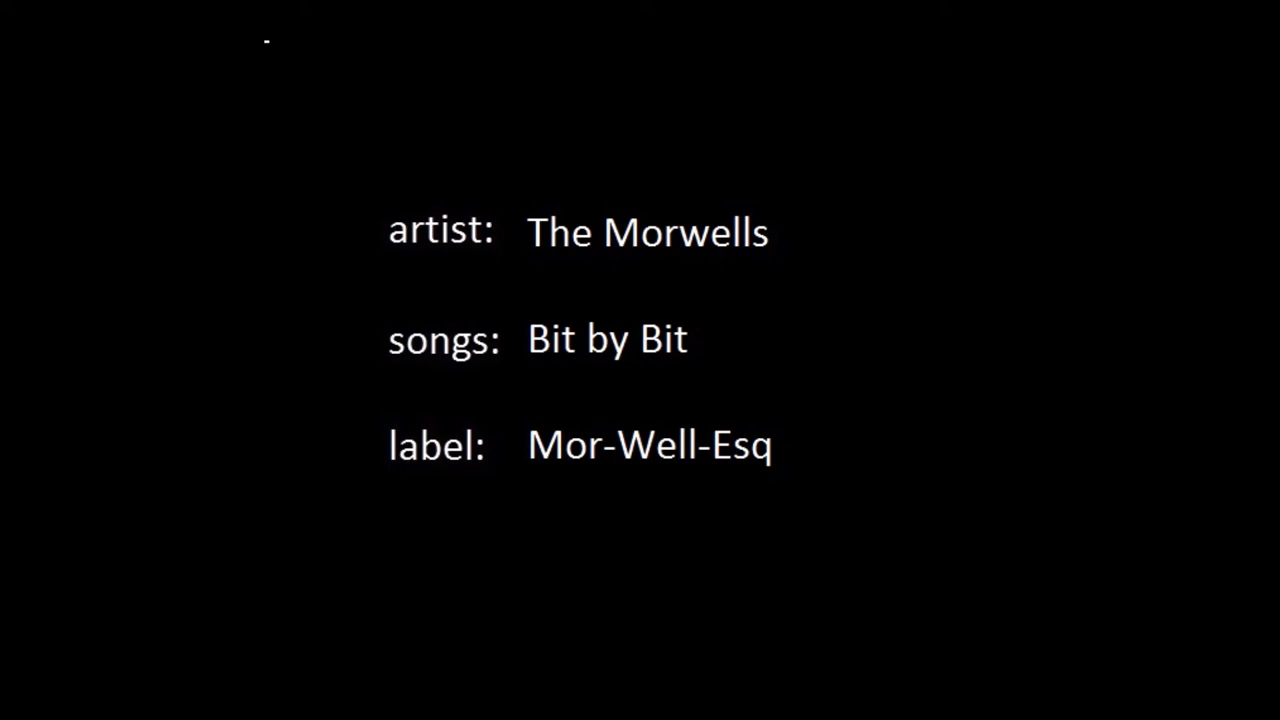 -
artist: The Morwells
songs: Bit by Bit
label: Mor-Well-Esq